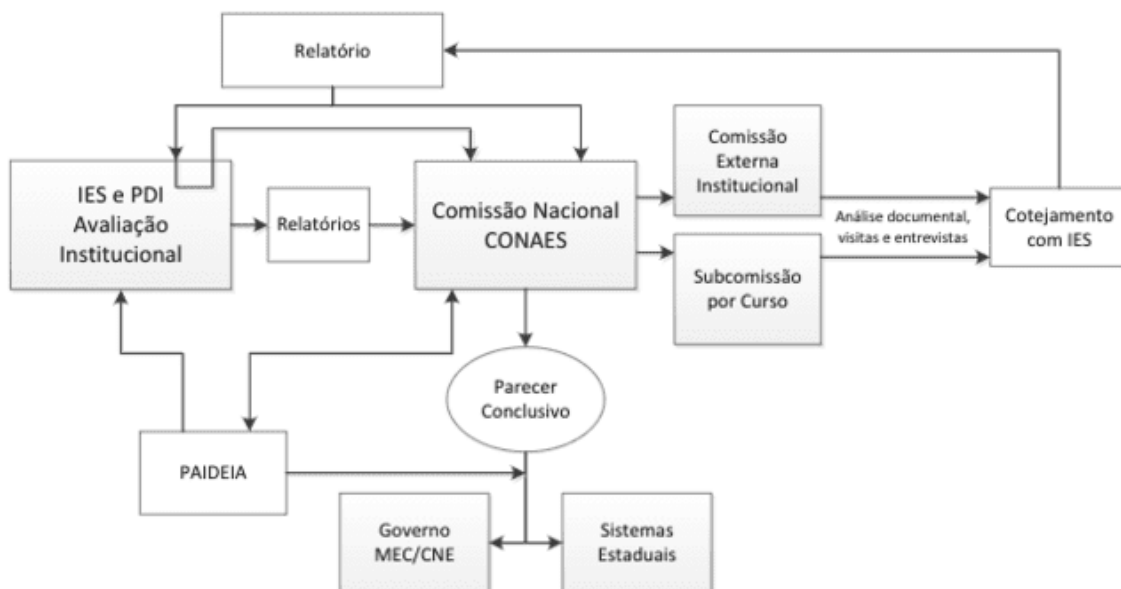 Relatório
Comissão
Externa
Institucional
IES e PDI
Avaliação
Institucional
Relatórios
Comissão Nacional
CONAES
Análise documental,
visitas e entrevistas
Cotejamento
com IES
Subcomissão
por Curso
Parecer
Conclusivo
PAIDEIA
Governo
MEC/CNE
Sistemas
Estaduais